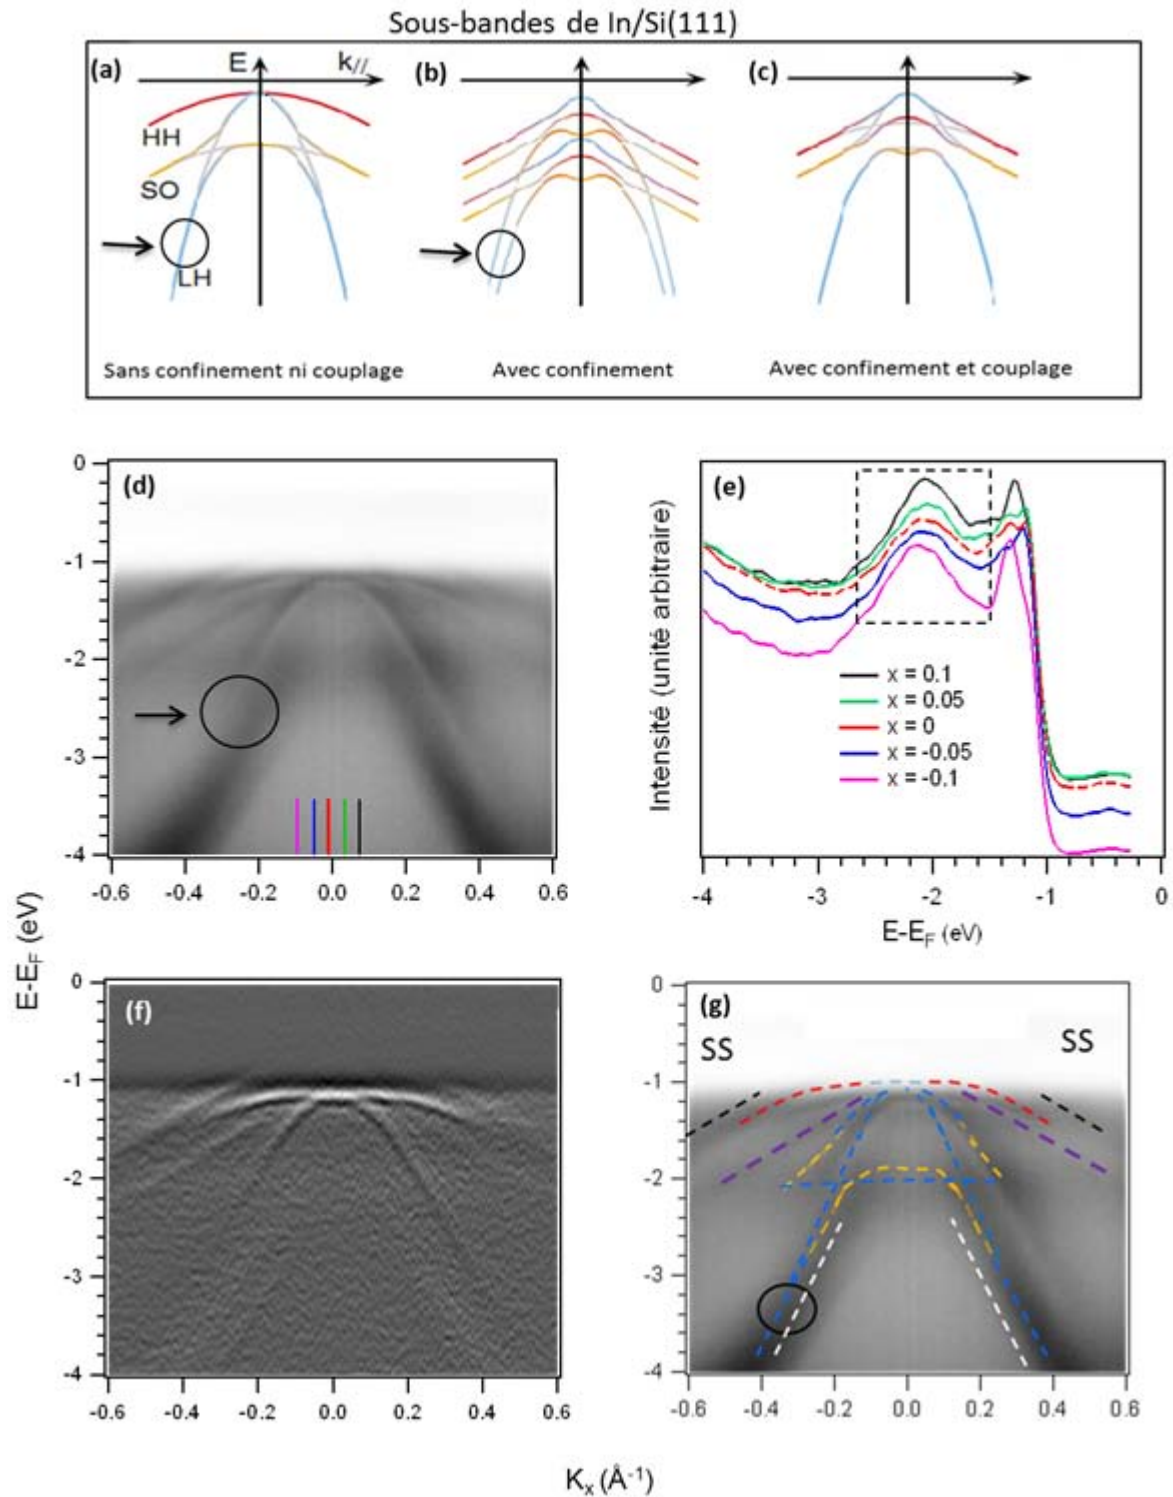 Sous-bandes de In/Si(111)
(a) E k// (b) (c)
HH
SO
LH
Sans confinement ni couplage Avec confinement Avec confinement et couplage
(d)
0
-1
-2
-3
-4
-0.6 -0.4 -0.2 0.0 0.2 0.4 0.6
(e)
Intensité (unité arbitraire)
x = 0.1
x = 0.05
x = 0
x = -0.05
x = -0.1
-4 -3 -2 -1 0
E-EF (eV)
E-EF (eV)
(f)
0
-1
-2
-3
-4
-0.6 -0.4 -0.2 0.0 0.2 0.4 0.6
(g)
SS SS
0
-1
-2
-3
-4
-0.6 -0.4 -0.2 0.0 0.2 0.4 0.6
Kx (Å-1)